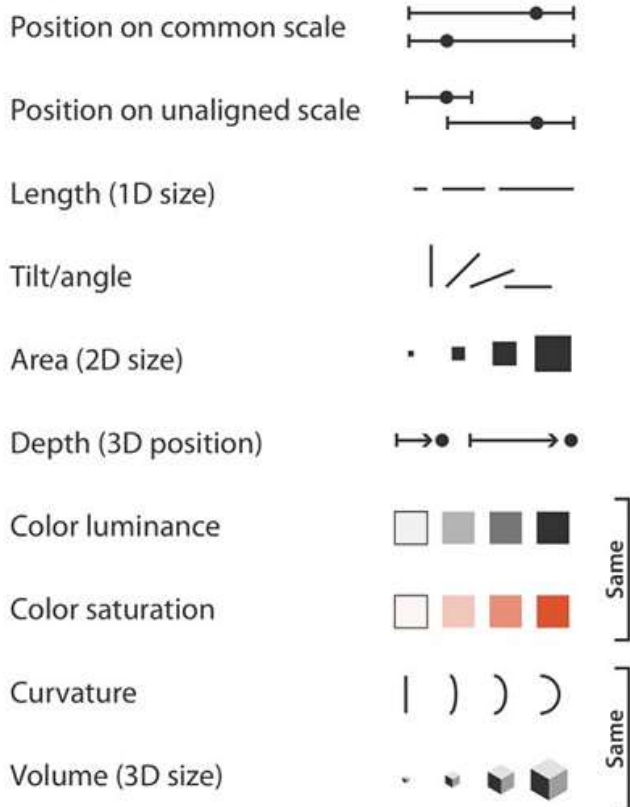 Position on common scale
Position on unaligned scale
Length (1D size)
Tilt/angle
Area (2D size)
Depth (3D position)
Color luminance
Same
Color saturation
Curvature
Same
Volume (3D size)